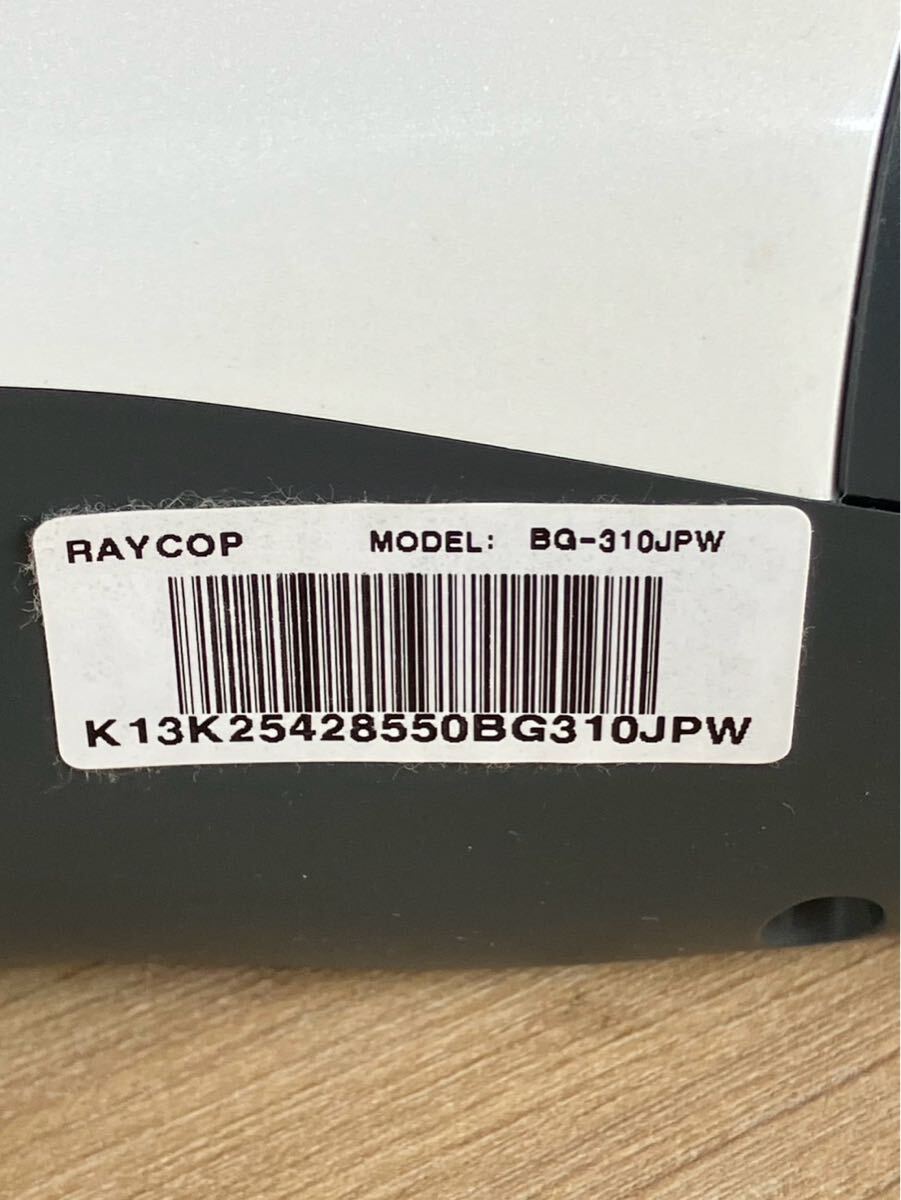 RAYCOP MODEL: BG-310JPW
K13K25428550BG310JPW